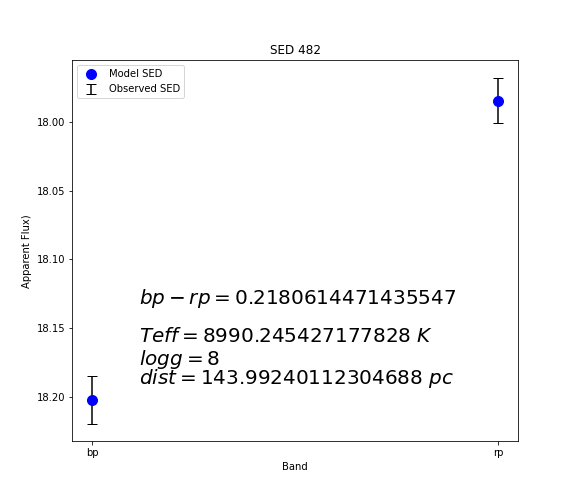 SED 482
Model SED
Observed SED
18.00
18.05
18.10
18.15
18.20
Apparent Flux)
bp − rp = 0.2180614471435547
Teff = 8990.245427177828 K
logg = 8
dist = 143.99240112304688 pc
bp
rp
Band